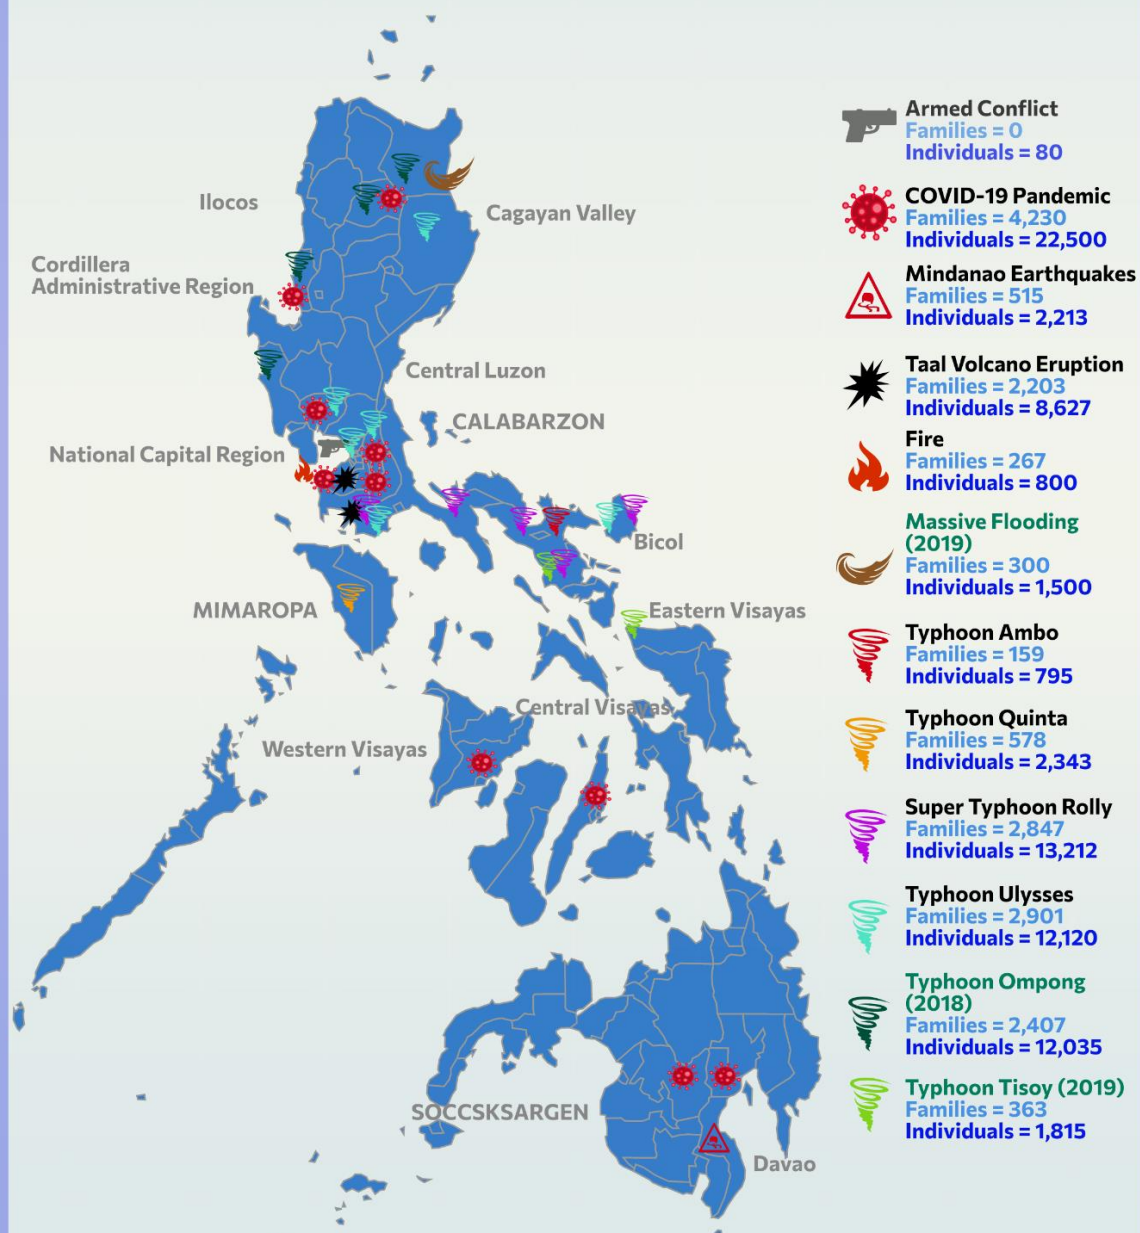 Ilocos
Cagayan Valley
Cordillera
Administrative Region
Central Luzon
CALABARZON
National Capital Region
Bicol
MIMAROPA
Eastern Visayas
Central Visayas
Western Visayas
SOCCSKSARGEN
Davao
Armed Conflict
Families = 0
Individuals = 80
COVID-19 Pandemic
Families = 4,230
Individuals = 22,500
Mindanao Earthquakes
Families = 515
Individuals = 2,213
Taal Volcano Eruption
Families = 2,203
Individuals = 8,627
Fire
Families = 267
Individuals = 800
Massive Flooding
(2019)
Families = 300
Individuals = 1,500
Typhoon Ambo
Families = 159
Individuals = 795
Typhoon Quinta
Families = 578
Individuals = 2,343
Super Typhoon Rolly
Families = 2,847
Individuals = 13,212
Typhoon Ulysses
Families = 2,901
Individuals = 12,120
Typhoon Ompong
(2018)
Families = 2,407
Individuals = 12,035
Typhoon Tisoy (2019)
Families = 363
Individuals = 1,815